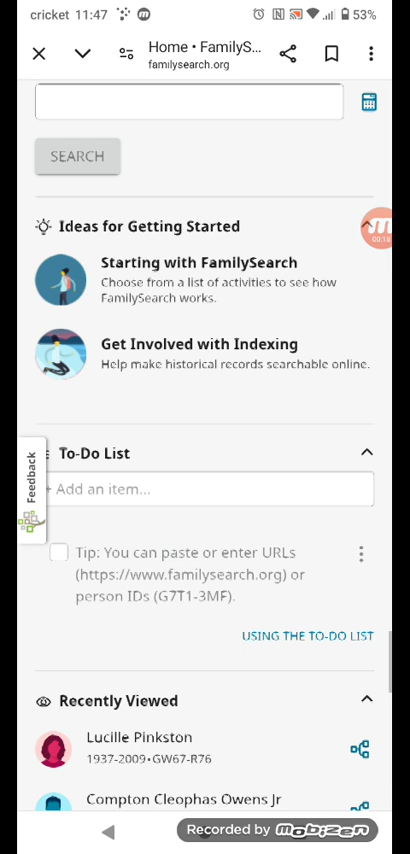 cricket 11:47 53%
Home • FamilyS...
familysearch.org
SEARCH
Ideas for Getting Started
00:18
Starting with FamilySearch
Choose from a list of activities to see how
FamilySearch works.
Get Involved with Indexing
Help make historical records searchable online.
Feedback
To-Do List
+ Add an item...
Tip: You can paste or enter URLs
(https://www.familysearch.org) or
person IDs (G7T1-3MF).
USING THE TO-DO LIST
Recently Viewed
Lucille Pinkston
1937-2009•GW67-R76
Compton Cleophas Owens Jr
Recorded by mobizen